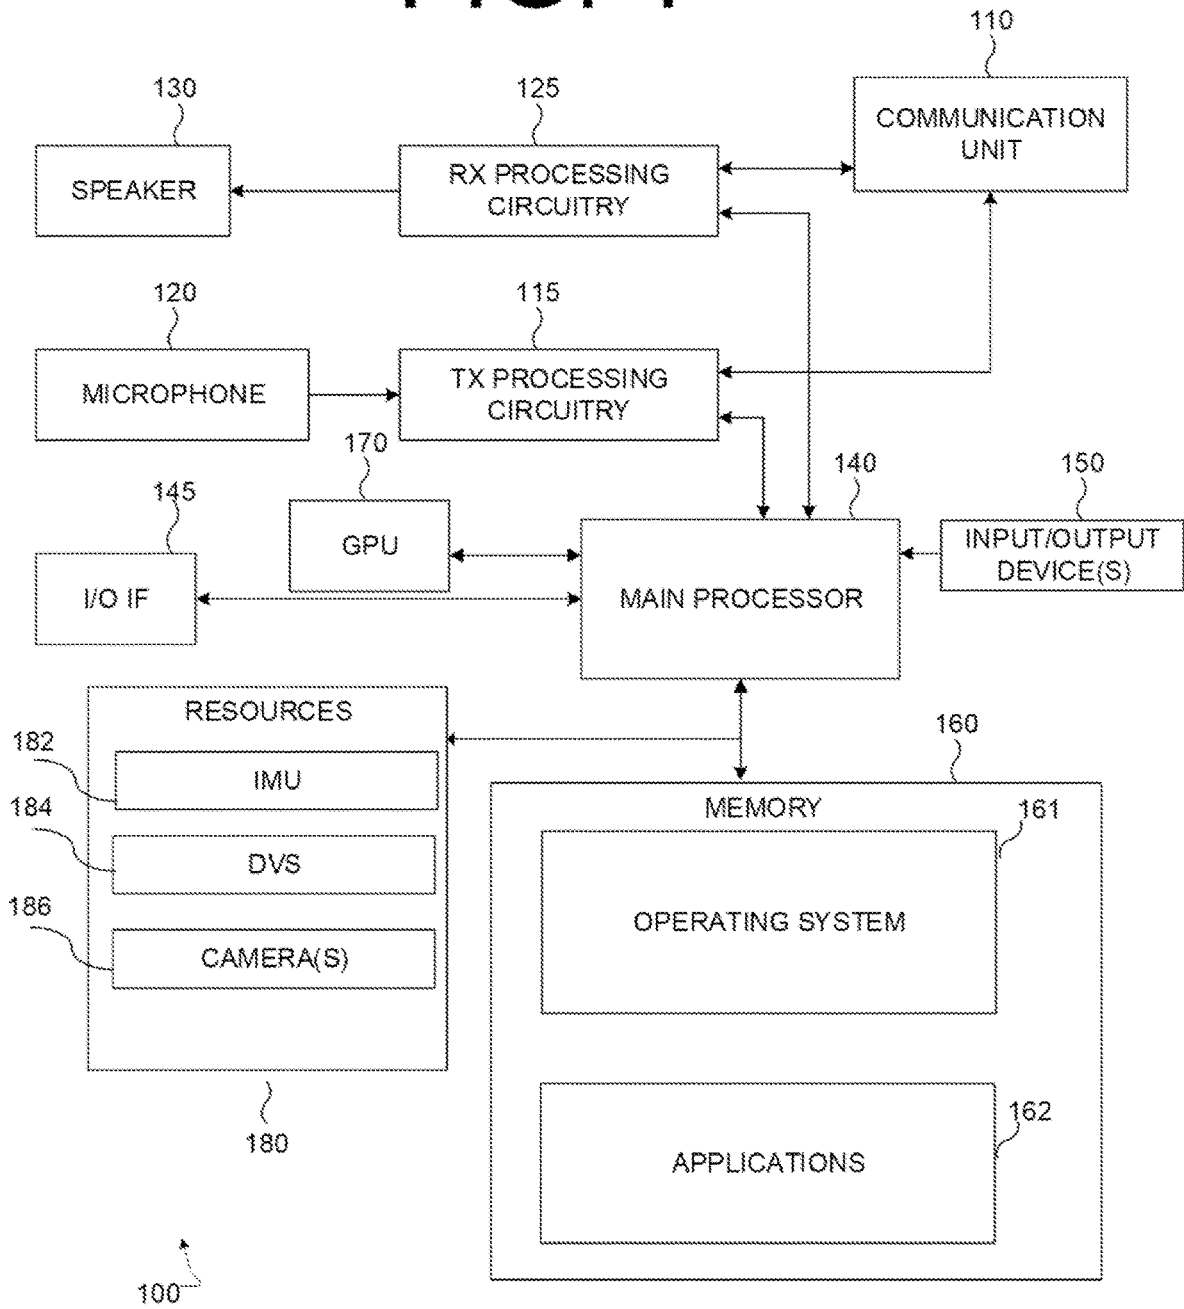 110
130
125
COMMUNICATION
UNIT
SPEAKER
RX PROCESSING
CIRCUITRY
120
115
MICROPHONE
TX PROCESSING
CIRCUITRY
170
140
150
145
GPU
INPUT/OUTPUT
DEVICE(S)
I/O IF
MAIN PROCESSOR
RESOURCES
160
182
IMU
MEMORY
161
184
DVS
186
OPERATING SYSTEM
CAMERA(S)
162
180
APPLICATIONS
100